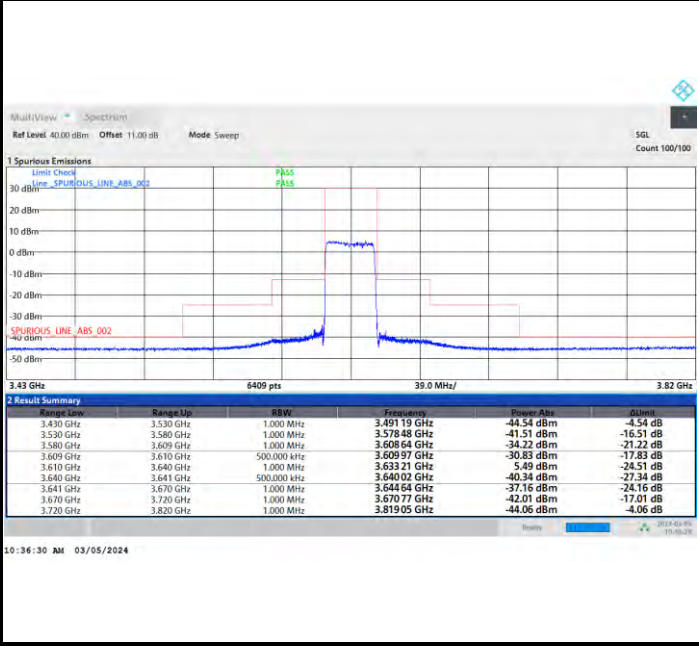 MultiView Spectrum
Ref Level 40.00 dBm Offset 11.00 dB Mode Sweep SGL
Count 100/100
1 Spurious Emissions
Limit Check PASS
Line _SPURIOUS_LINE_ABS_002 PASS
30 dBm
20 dBm
10 dBm
0 dBm
-10 dBm
-20 dBm
-30 dBm
SPURIOUS_LINE_ABS_002
-40 dBm
-50 dBm
3.43 GHz 6409 pts 39.0 MHz/ 3.82 GHz
2 Result Summary
Range Low Range Up RBW Frequency Power Abs ΔLimit
3.430 GHz 3.530 GHz 1.000 MHz 3.491 19 GHz -44.54 dBm -4.54 dB
3.530 GHz 3.580 GHz 1.000 MHz 3.578 48 GHz -41.51 dBm -16.51 dB
3.580 GHz 3.609 GHz 1.000 MHz 3.608 64 GHz -34.22 dBm -21.22 dB
3.609 GHz 3.610 GHz 500.000 kHz 3.609 97 GHz -30.83 dBm -17.83 dB
3.610 GHz 3.640 GHz 1.000 MHz 3.633 21 GHz 5.49 dBm -24.51 dB
3.640 GHz 3.641 GHz 500.000 kHz 3.640 02 GHz -40.34 dBm -27.34 dB
3.641 GHz 3.670 GHz 1.000 MHz 3.644 64 GHz -37.16 dBm -24.16 dB
3.670 GHz 3.720 GHz 1.000 MHz 3.670 77 GHz -42.01 dBm -17.01 dB
3.720 GHz 3.820 GHz 1.000 MHz 3.819 05 GHz -44.06 dBm -4.06 dB
Ready
10:36:30 AM 03/05/2024